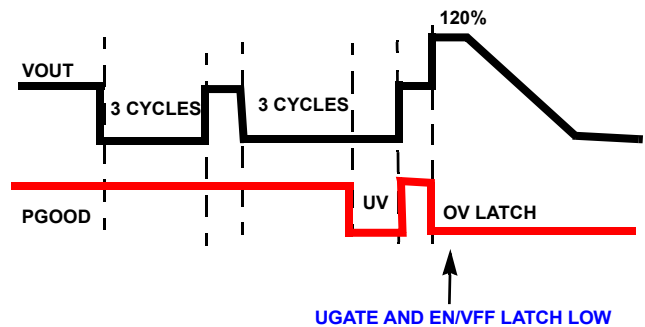 120%
VOUT
3 CYCLES
3 CYCLES
UV
PGOOD
OV LATCH
UGATE AND EN/VFF LATCH LOW